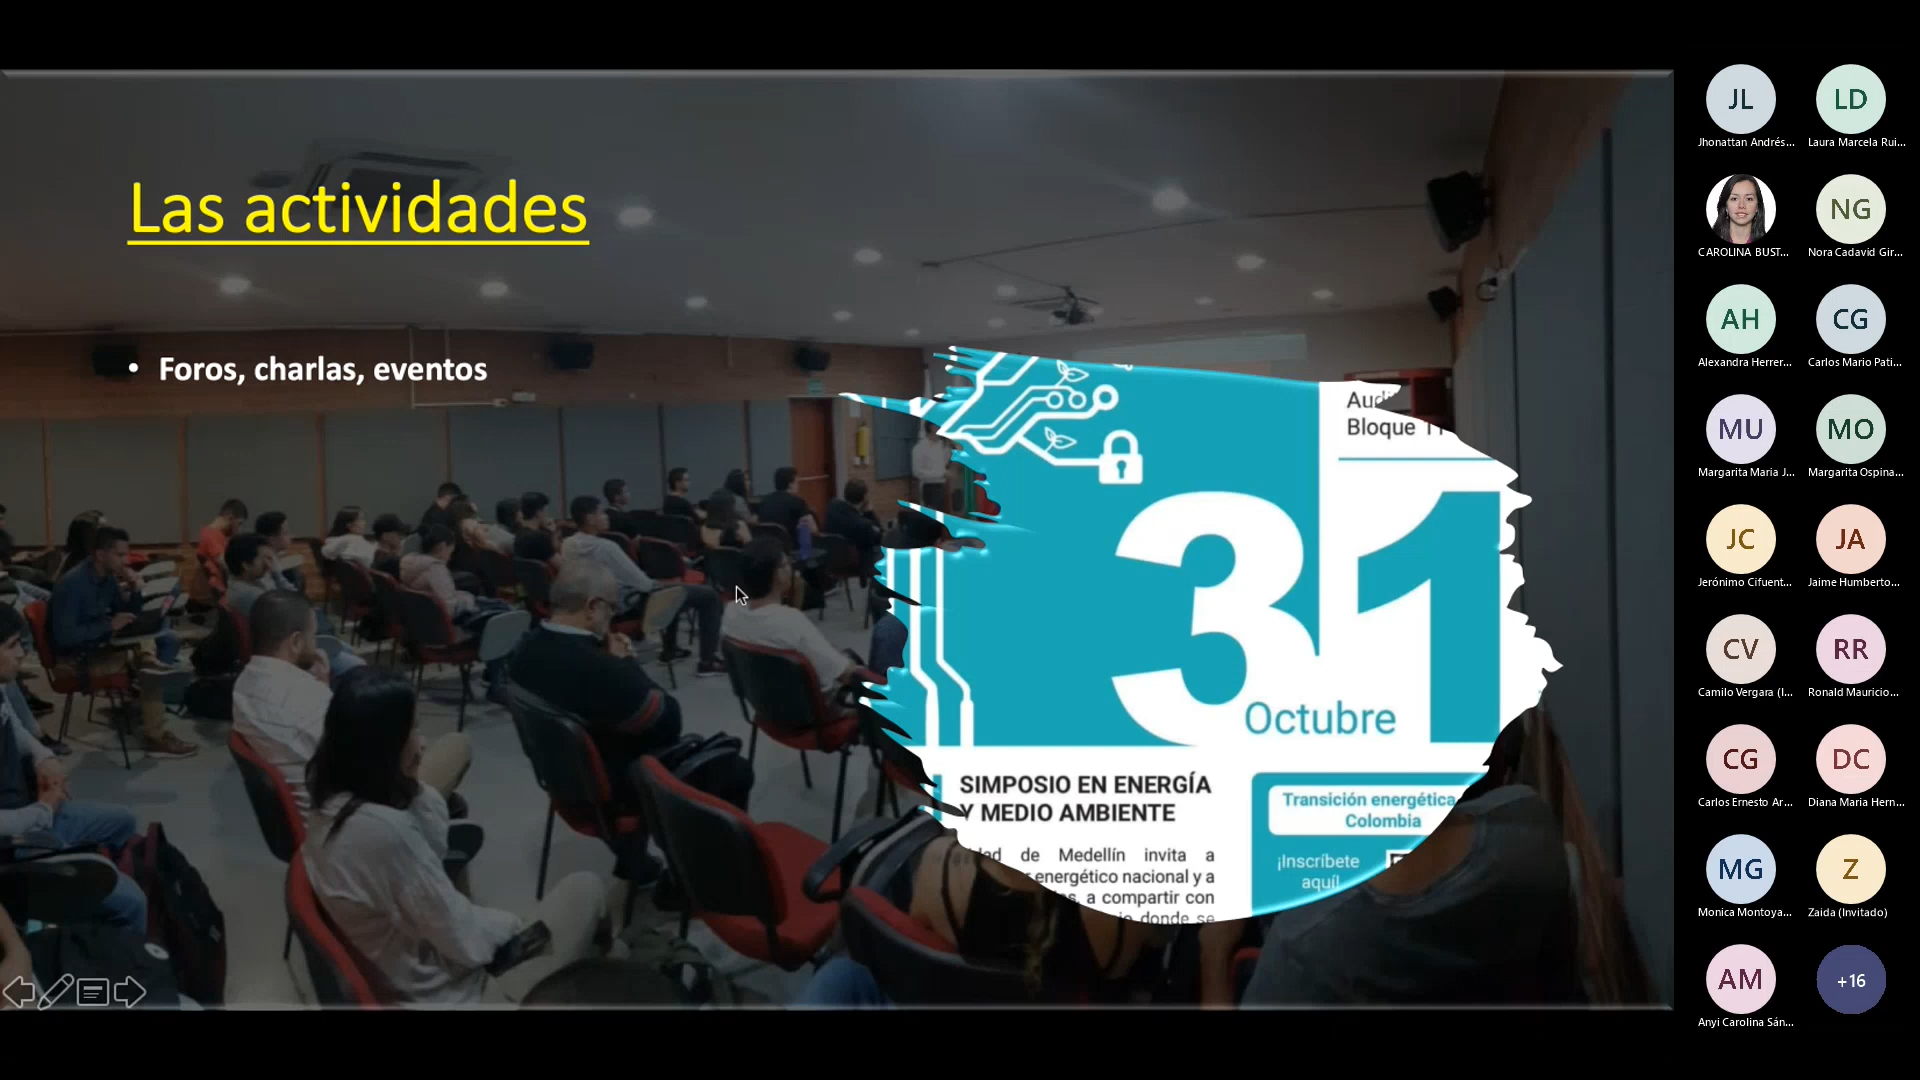 Las actividades
• Foros, charlas, eventos
Bloque
31
Octubre
SIMPOSIO EN ENERGÍA
Y MEDIO AMBIENTE
de Medellín invita a
energético nacional y a
a compartir con
donde se
Transición energética
Colombia
¡Inscríbete
aquí!
JL
Jhonattan Andrés...
LD
Laura Marcela Rui...
CAROLINA BUST...
NG
Nora Cadavid Gir...
AH
Alexandra Herrer...
CG
Carlos Mario Pati...
MU
Margarita Maria J...
MO
Margarita Ospina...
JC
Jerónimo Cifuent...
JA
Jaime Humberto...
CV
Camilo Vergara (I...
RR
Ronald Mauricio...
CG
Carlos Ernesto Ar...
DC
Diana Maria Hern...
MG
Monica Montoya...
Z
Zaida (Invitado)
AM
Anyi Carolina Sán...
+16